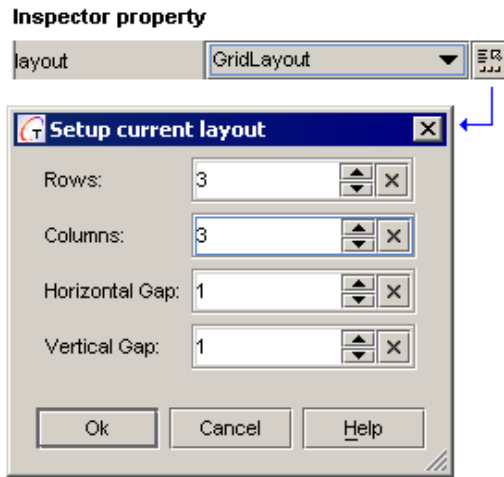 Inspector property
layout GridLayout
Setup current layout
Rows: 3
Columns: 3
Horizontal Gap: 1
Vertical Gap: 1
Ok Cancel Help